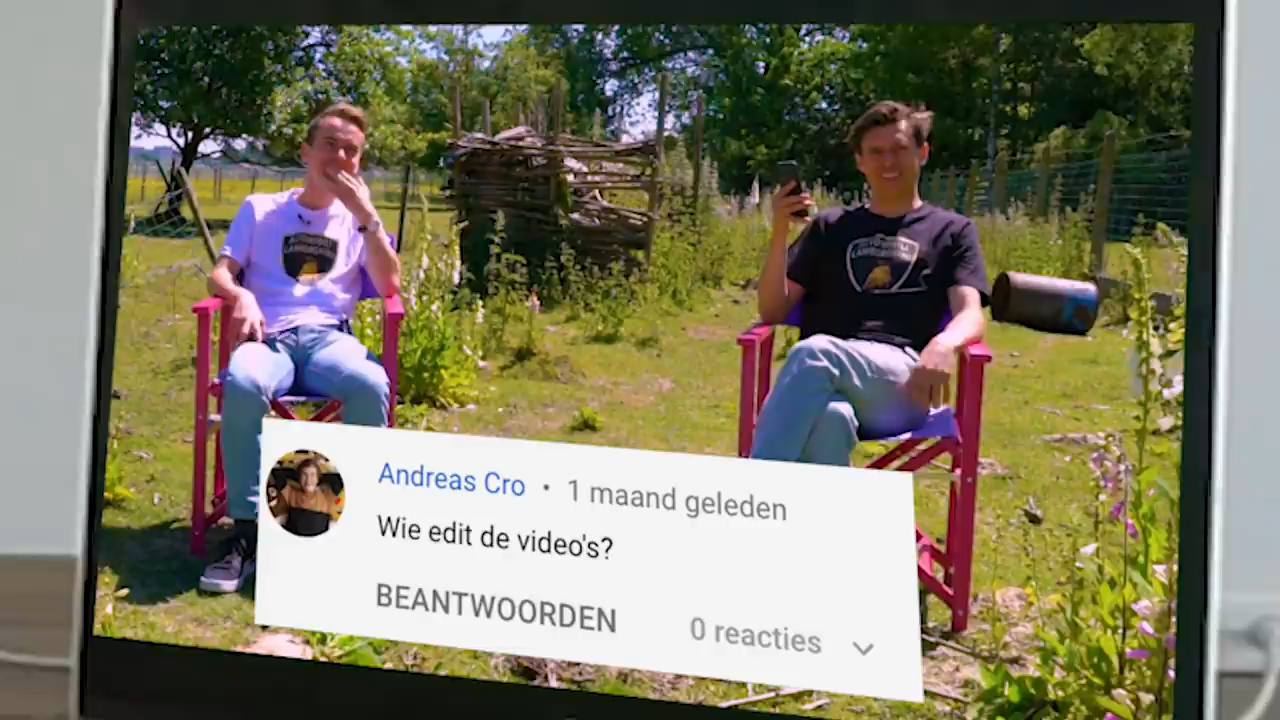 Andreas Cro • 1 maand geleden
Wie edit de video's?
BEANTWOORDEN 0 reacties